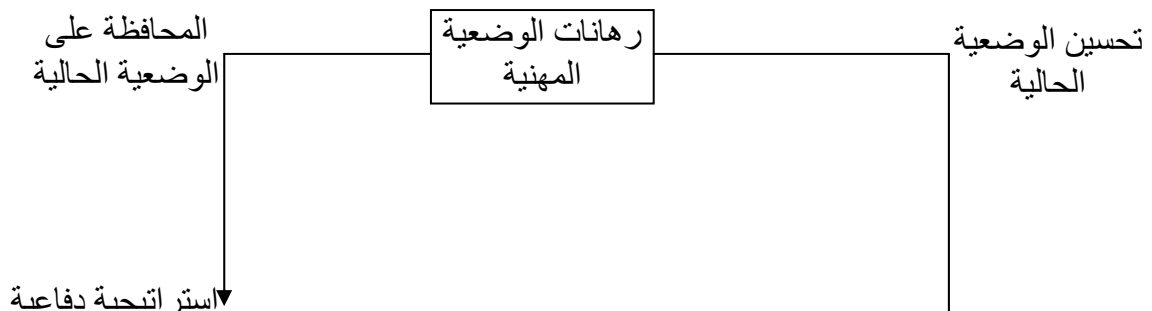 رهانات الوضعية
المهنية
تحسين الوضعية
الحالية
المحافظة على
الوضعية الحالية
استراتيجية دفاعية